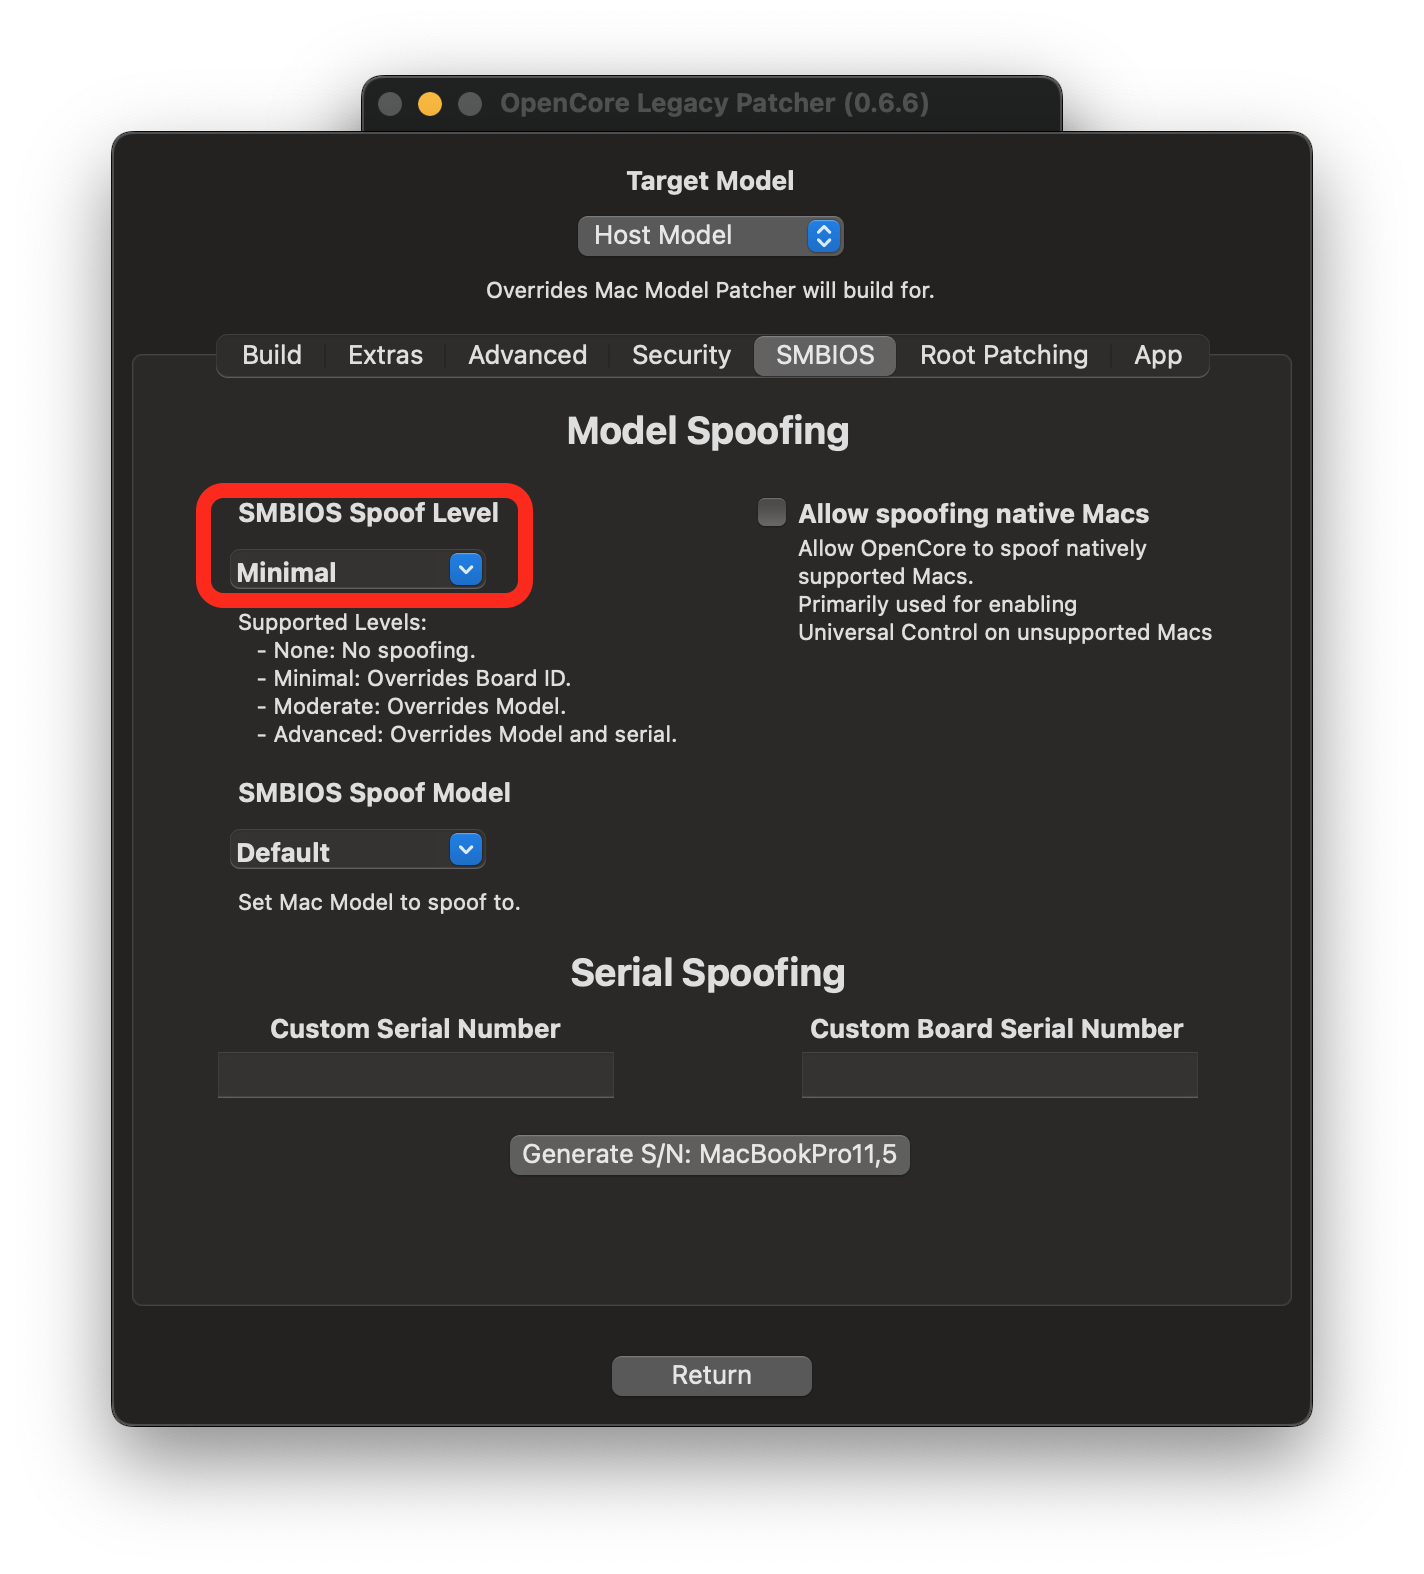 OpenCore Legacy Patcher (0.6.6)
Target Model
Host Model
Overrides Mac Model Patcher will build for.
Build Extras Advanced Security SMBIOS Root Patching App
Model Spoofing
SMBIOS Spoof Level
Minimal
Supported Levels:
- None: No spoofing.
- Minimal: Overrides Board ID.
- Moderate: Overrides Model.
- Advanced: Overrides Model and serial.
Allow spoofing native Macs
Allow OpenCore to spoof natively
supported Macs.
Primarily used for enabling
Universal Control on unsupported Macs
SMBIOS Spoof Model
Default
Set Mac Model to spoof to.
Serial Spoofing
Custom Serial Number
Custom Board Serial Number
Generate S/N: MacBookPro11,5
Return